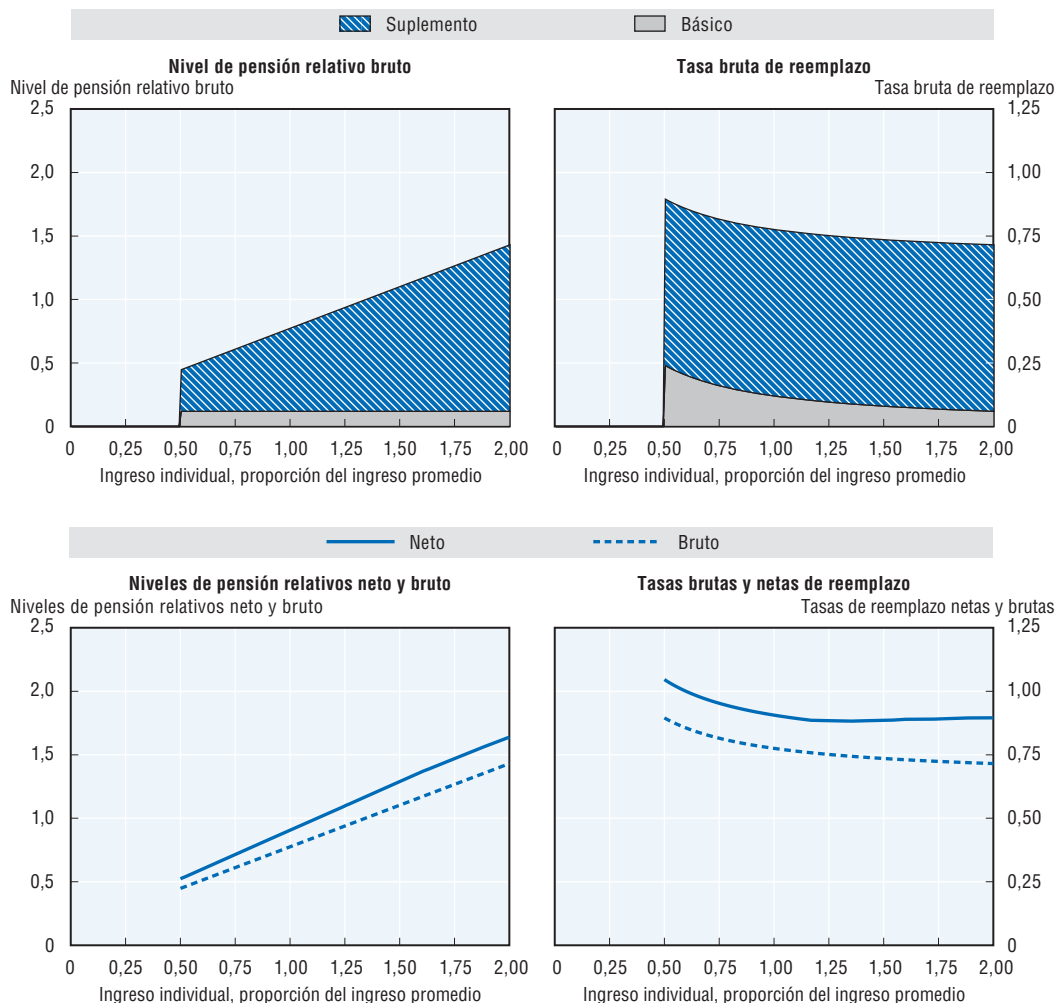 Suplemento Básico
Nivel de pensión relativo bruto
Nivel de pensión relativo bruto
2,5
2,0
1,5
1,0
0,5
0
0 0,25 0,50 0,75 1,00 1,25 1,50 1,75 2,00
Ingreso individual, proporción del ingreso promedio
Tasa bruta de reemplazo
Tasa bruta de reemplazo
1,25
1,00
0,75
0,50
0,25
0
0 0,25 0,50 0,75 1,00 1,25 1,50 1,75 2,00
Ingreso individual, proporción del ingreso promedio
Neto Bruto
Niveles de pensión relativos neto y bruto
Niveles de pensión relativos neto y bruto
2,5
2,0
1,5
1,0
0,5
0
0 0,25 0,50 0,75 1,00 1,25 1,50 1,75 2,00
Ingreso individual, proporción del ingreso promedio
Tasas brutas y netas de reemplazo
Tasas de reemplazo netas y brutas
1,25
1,00
0,75
0,50
0,25
0
0 0,25 0,50 0,75 1,00 1,25 1,50 1,75 2,00
Ingreso individual, proporción del ingreso promedio